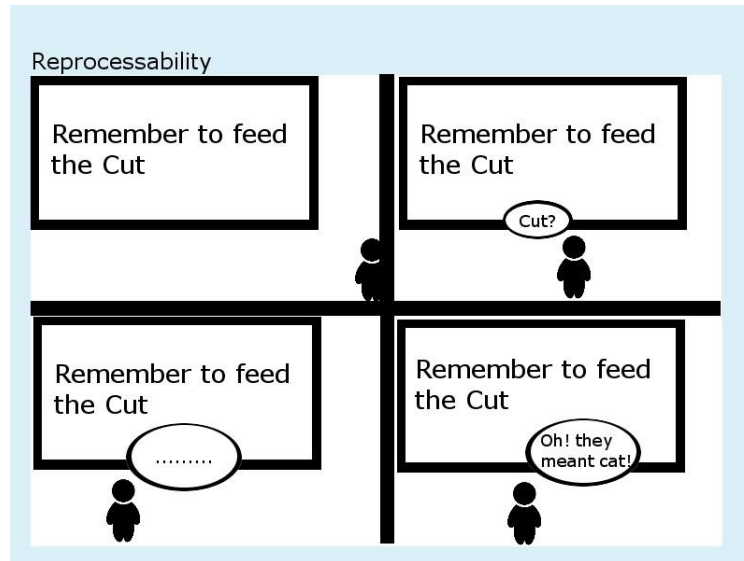 Reprocessability
Remember to feed
the Cut
Remember to feed
the Cut
Cut?
Remember to feed
the Cut
.........
Remember to feed
the Cut
Oh! they
meant cat!